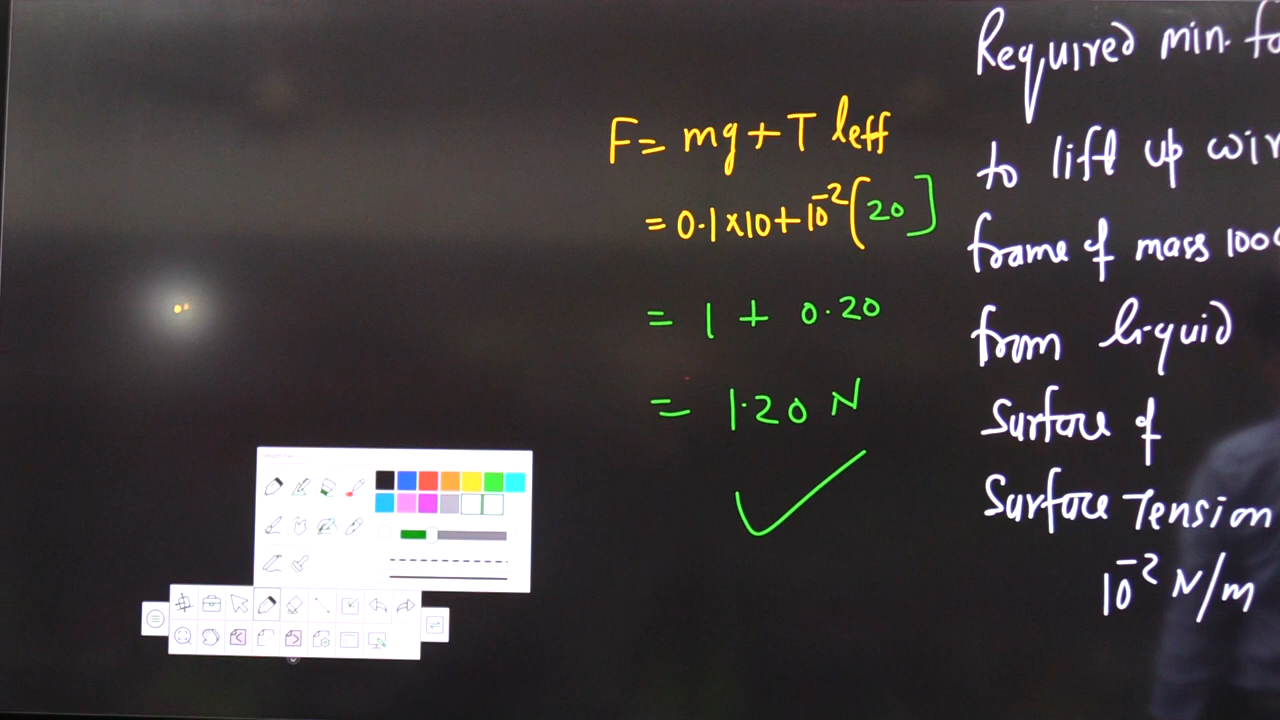 F = mg + T leff
= 0.1×10+10⁻²(20]
= 1 + 0.20
= 1.20 N
Required min.
to lift up
frame of mass
from liquid
Surface of
Surface Tension
10⁻² N/m